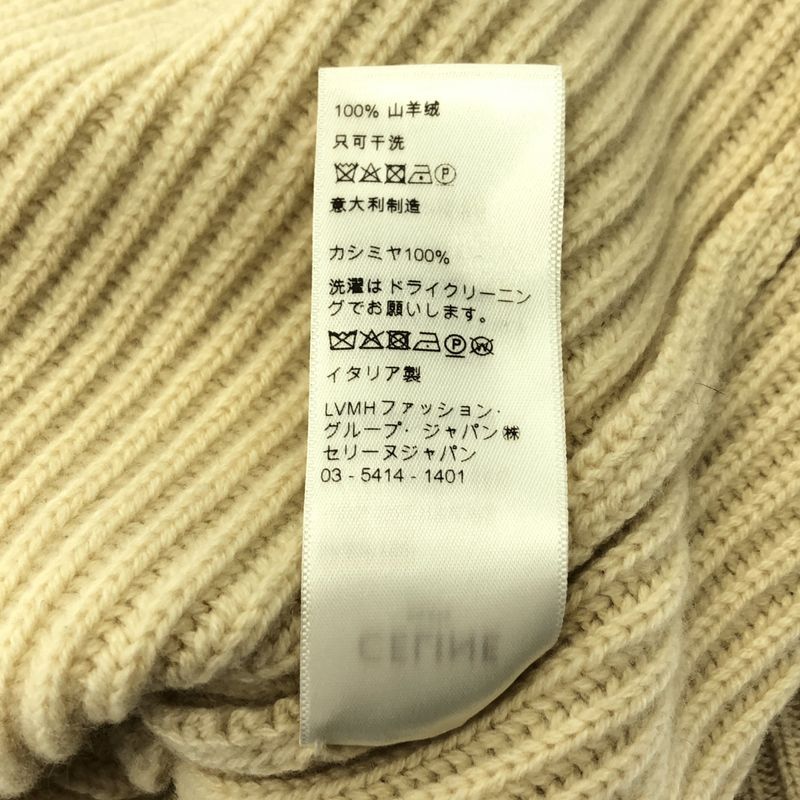 100% 山羊绒
只可干洗
P
意大利制造
カシミヤ100%
洗濯はドライクリーニン
グでお願いします。
P W
イタリア製
LVMHファッション・
グループ・ジャパン㈱
セリーヌジャパン
03 - 5414 - 1401
CELINE